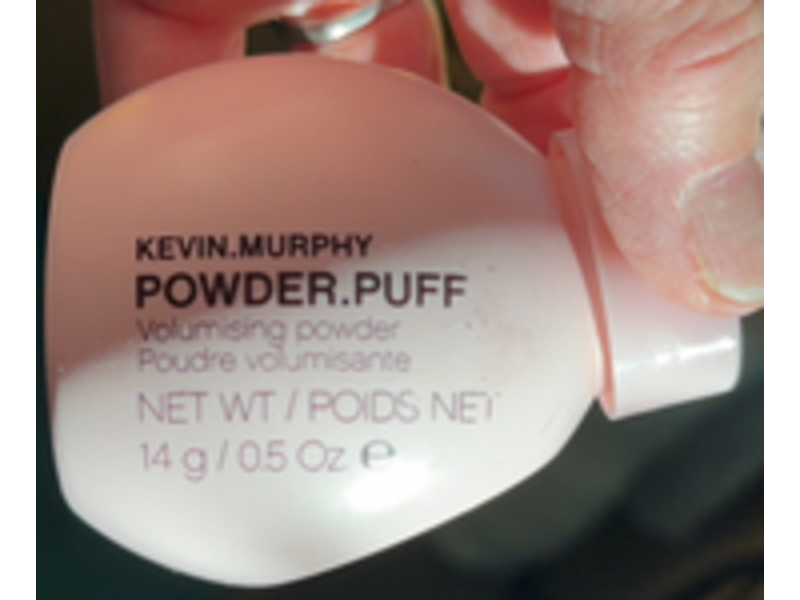 KEVIN.MURPHY
POWDER.PUFF
Volumising powder
Poudre volumisante
NET WT / POIDS NET
14 g / 0.5 Oz ℮